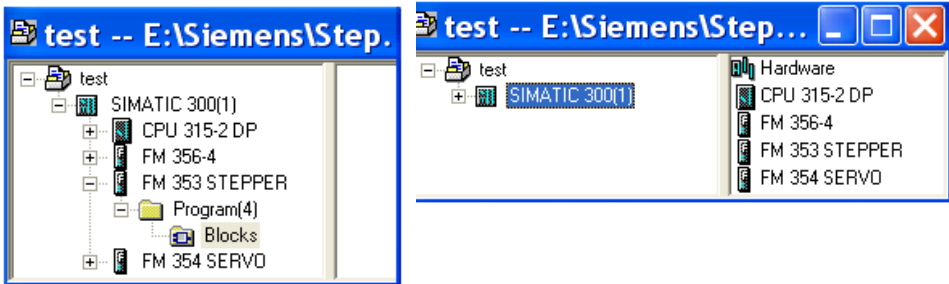 test -- E:\Siemens\Step.
test
SIMATIC 300(1)
CPU 315-2 DP
FM 356-4
FM 353 STEPPER
Program(4)
Blocks
FM 354 SERVO
test -- E:\Siemens\Step...
test
SIMATIC 300(1)
Hardware
CPU 315-2 DP
FM 356-4
FM 353 STEPPER
FM 354 SERVO